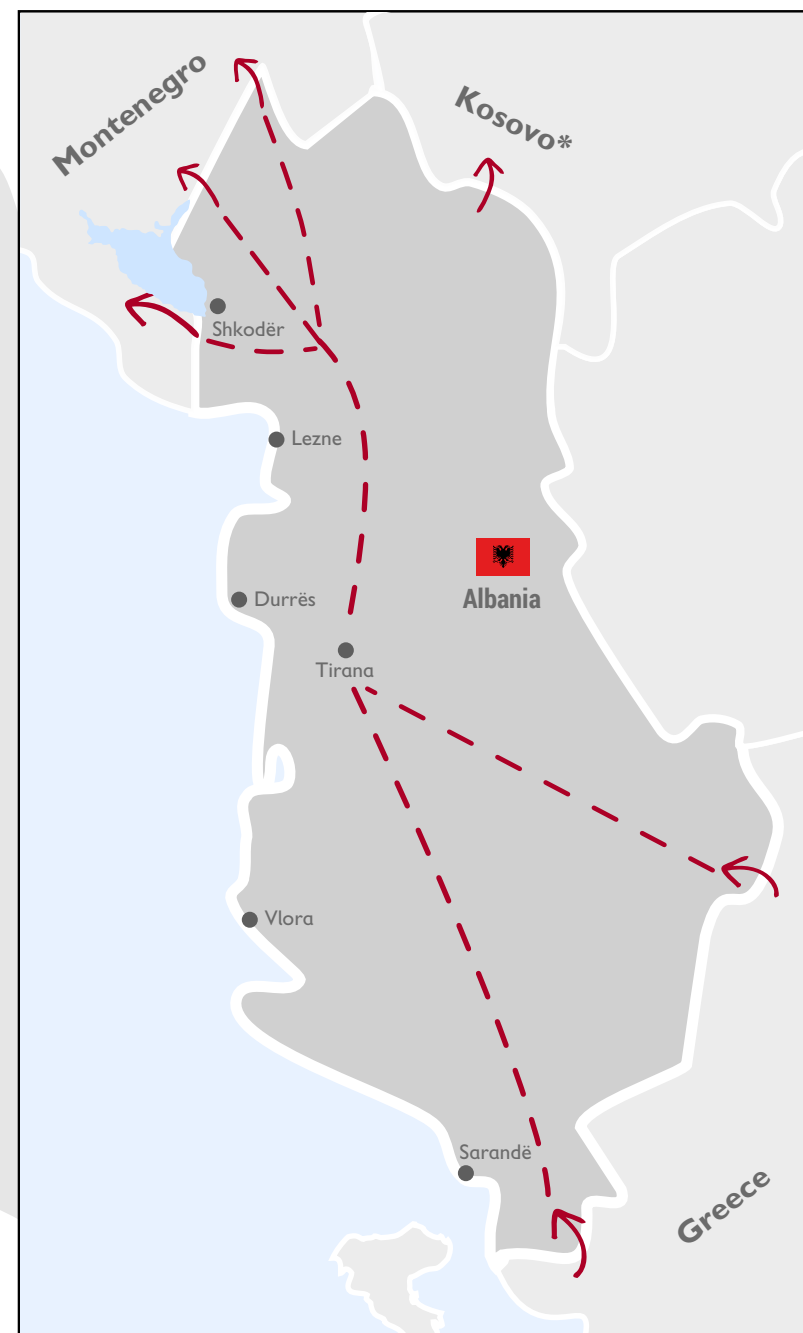 Montenegro
Kosovo*
Shkodër
Lezne
Durrës
Albania
Tirana
Vlora
Sarandë
Greece